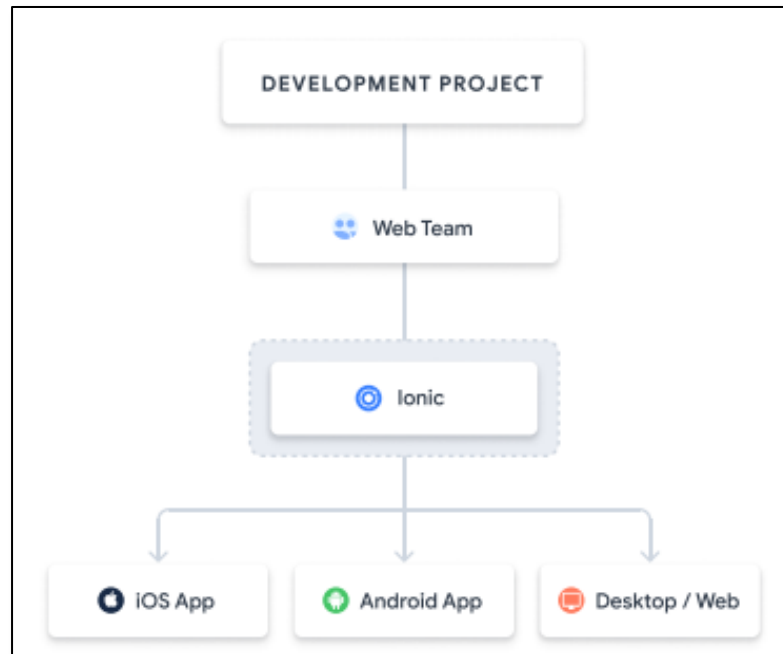 DEVELOPMENT PROJECT
Web Team
Ionic
iOS App
Android App
Desktop / Web